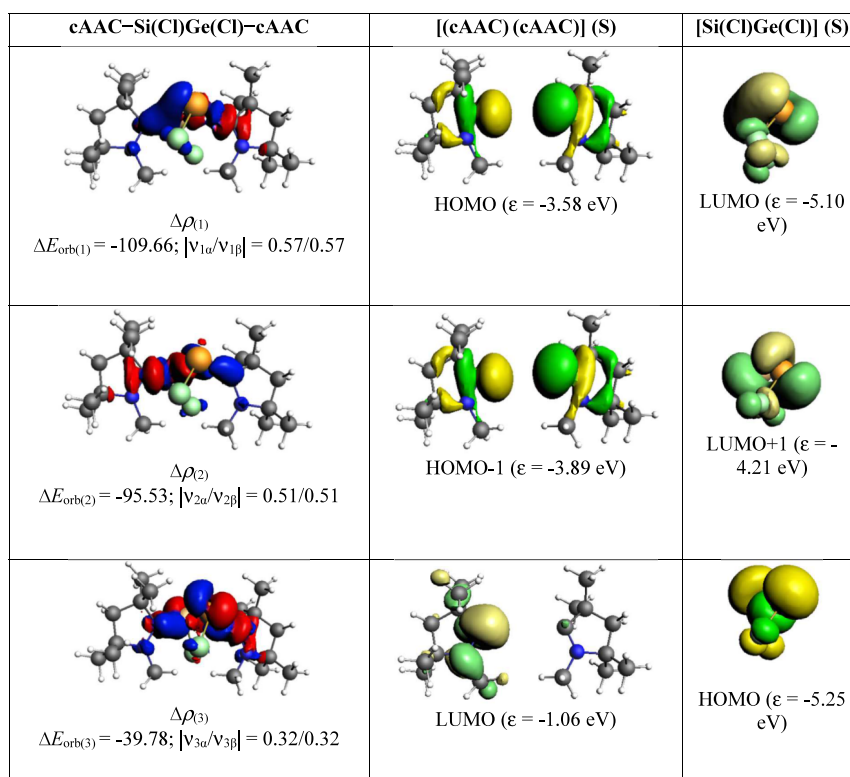 cAAC−Si(Cl)Ge(Cl)−cAAC
[(cAAC) (cAAC)] (S)
[Si(Cl)Ge(Cl)] (S)
Δρ(1)
ΔEorb(1) = -109.66; |ν1α/ν1β| = 0.57/0.57
HOMO (ε = -3.58 eV)
LUMO (ε = -5.10
eV)
Δρ(2)
ΔEorb(2) = -95.53; |ν2α/ν2β| = 0.51/0.51
HOMO-1 (ε = -3.89 eV)
LUMO+1 (ε = -
4.21 eV)
Δρ(3)
ΔEorb(3) = -39.78; |ν3α/ν3β| = 0.32/0.32
LUMO (ε = -1.06 eV)
HOMO (ε = -5.25
eV)